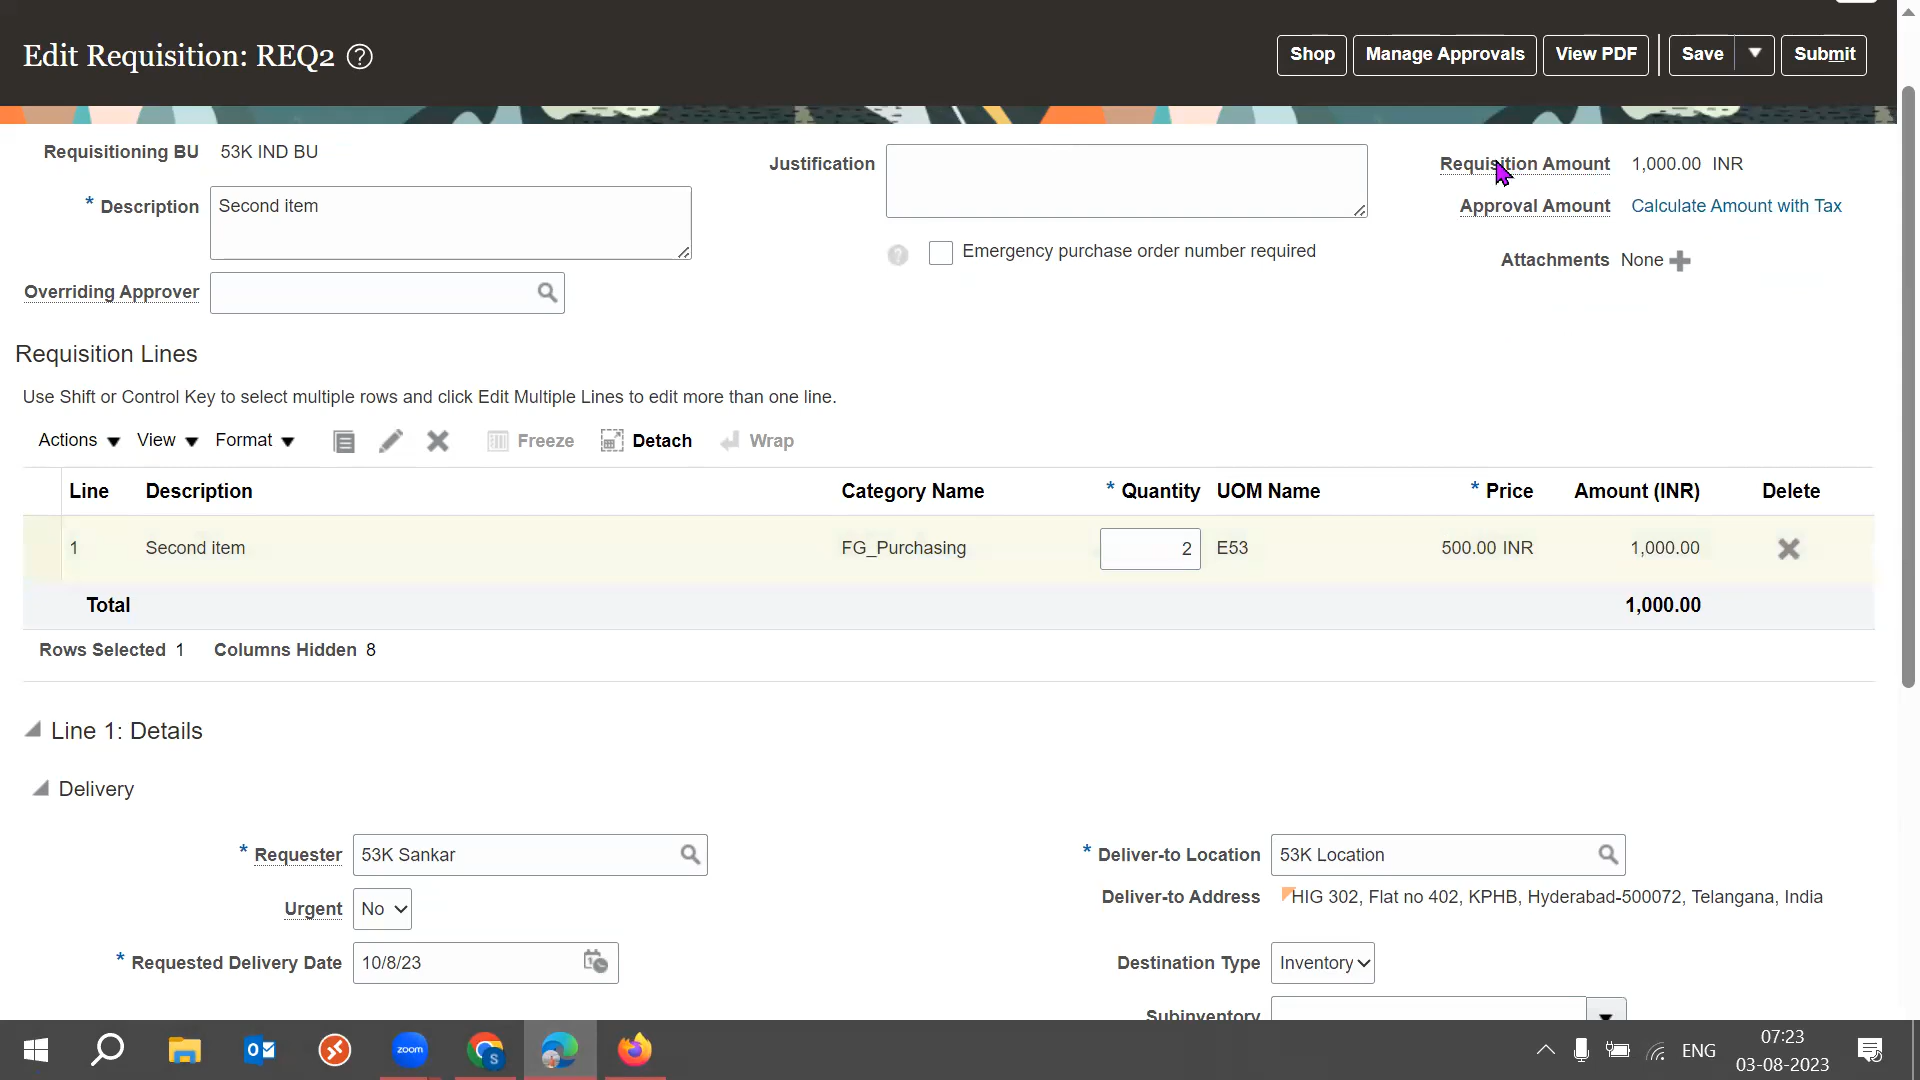 Edit Requisition: REQ2 ?
Shop Manage Approvals View PDF Save Submit
Requisitioning BU 53K IND BU
* Description Second item
Overriding Approver
Justification
Emergency purchase order number required
Requisition Amount 1,000.00 INR
Approval Amount Calculate Amount with Tax
Attachments None
Requisition Lines
Use Shift or Control Key to select multiple rows and click Edit Multiple Lines to edit more than one line.
Actions View Format Freeze Detach Wrap
Line Description Category Name * Quantity UOM Name * Price Amount (INR) Delete
1 Second item FG_Purchasing 2 E53 500.00 INR 1,000.00
Total 1,000.00
Rows Selected 1 Columns Hidden 8
Line 1: Details
Delivery
* Requester 53K Sankar
Urgent No
* Requested Delivery Date 10/8/23
* Deliver-to Location 53K Location
Deliver-to Address HIG 302, Flat no 402, KPHB, Hyderabad-500072, Telangana, India
Destination Type Inventory
Subinventory
zoom S ENG 07:23
03-08-2023